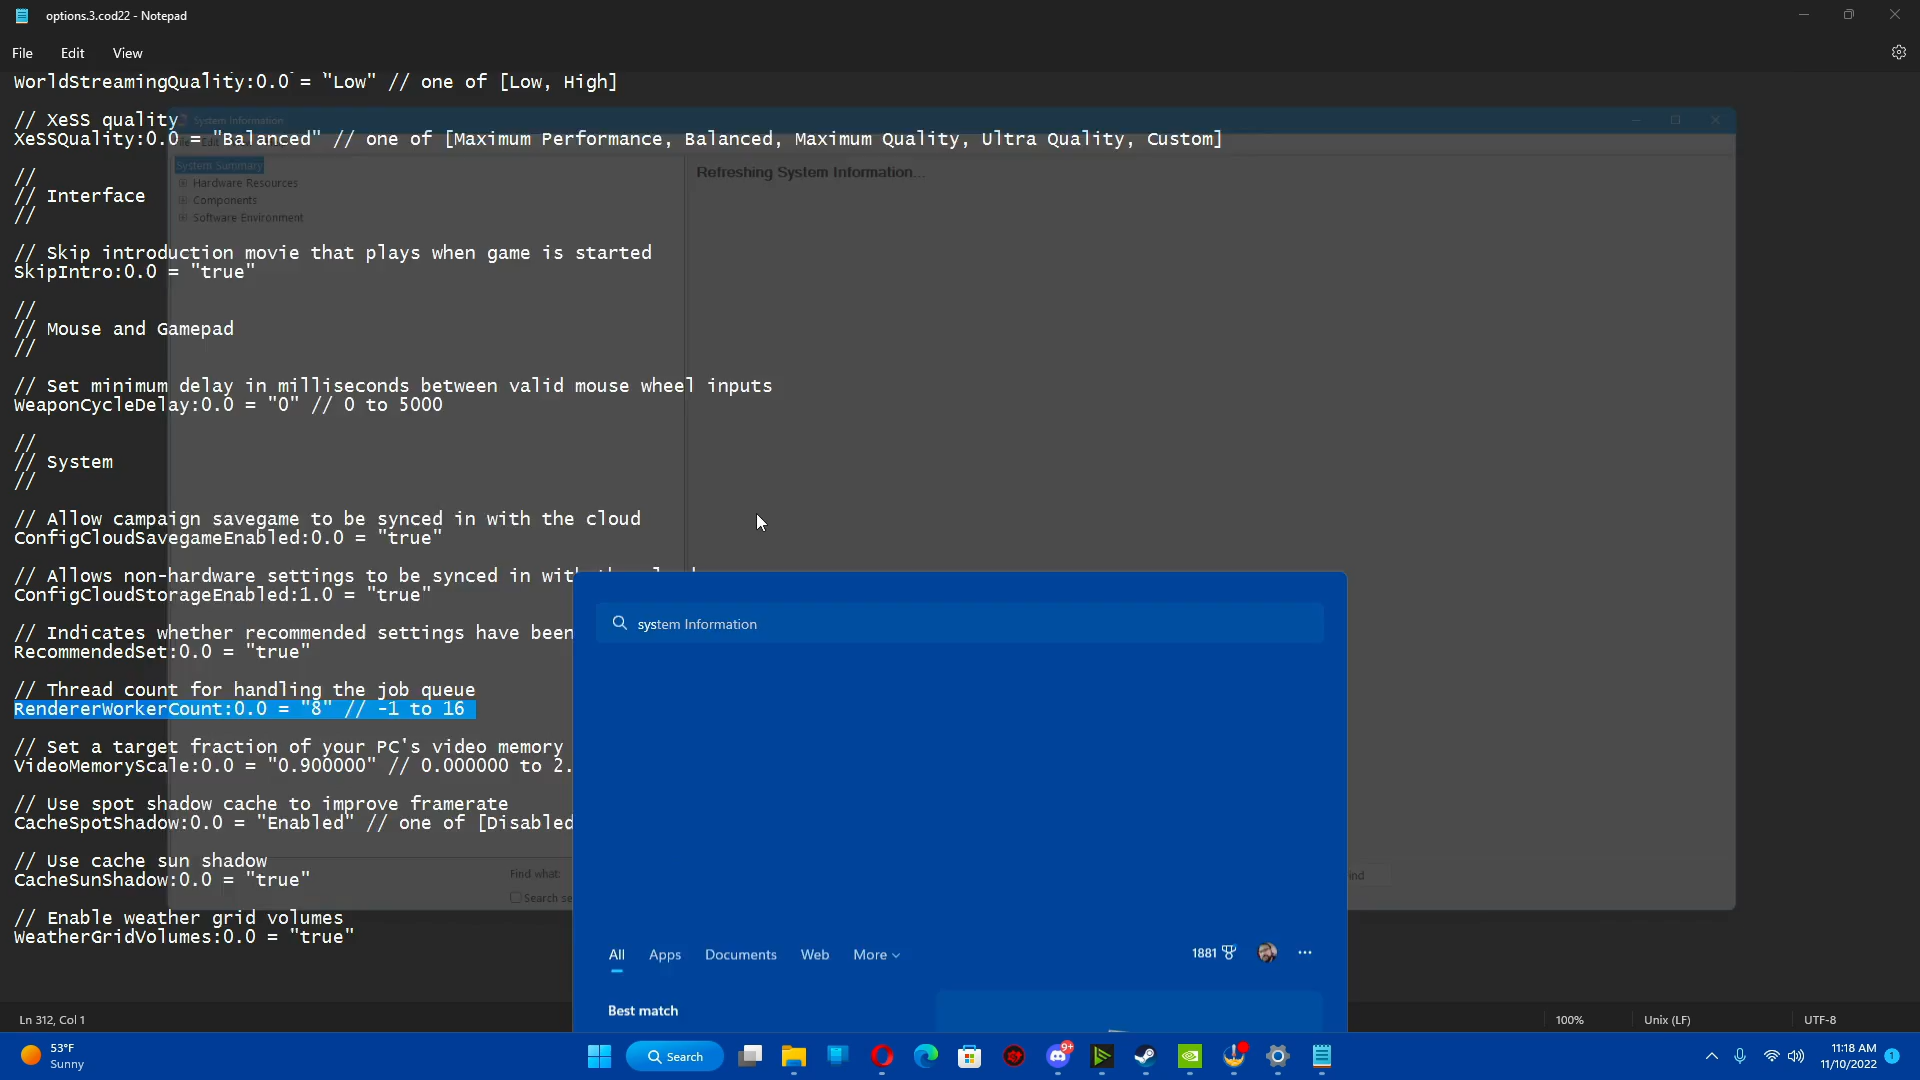 options.3.cod22 - Notepad
File Edit View
WorldStreamingQuality:0.0 = "Low" // one of [Low, High]
// XeSS quality
XeSSQuality:0.0 = "Balanced" // one of [Maximum Performance, Balanced, Maximum Quality, Ultra Quality, Custom]
//
// Interface
//
// Skip introduction movie that plays when game is started
SkipIntro:0.0 = "true"
//
// Mouse and Gamepad
//
// Set minimum delay in milliseconds between valid mouse wheel inputs
WeaponCycleDelay:0.0 = "0" // 0 to 5000
//
// System
//
// Allow campaign savegame to be synced in with the cloud
ConfigCloudSavegameEnabled:0.0 = "true"
// Allows non-hardware settings to be synced in with
ConfigCloudStorageEnabled:1.0 = "true"
// Indicates whether recommended settings have been
RecommendedSet:0.0 = "true"
// Thread count for handling the job queue
RendererWorkerCount:0.0 = "8" // -1 to 16
// Set a target fraction of your PC's video memory
VideoMemoryScale:0.0 = "0.900000" // 0.000000 to 2.
// Use spot shadow cache to improve framerate
CacheSpotShadow:0.0 = "Enabled" // one of [Disabled
// Use cache sun shadow
CacheSunShadow:0.0 = "true"
// Enable weather grid volumes
WeatherGridVolumes:0.0 = "true"
System Information
System Summary
Hardware Resources
Components
Software Environment
Refreshing System Information...
Find what:
Search se
ind
system Information
All Apps Documents Web More
1881
Best match
Ln 312, Col 1
100%
Unix (LF)
UTF-8
53°F
Sunny
Search
9+
11:18 AM
11/10/2022
1